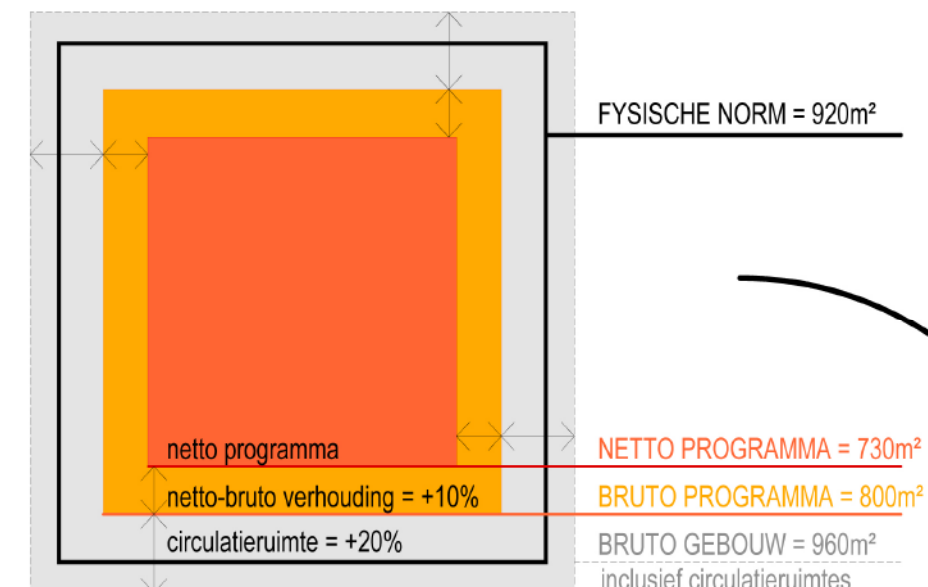 FYSISCHE NORM = 920m²
netto programma
NETTO PROGRAMMA = 730m²
netto-bruto verhouding = +10%
BRUTO PROGRAMMA = 800m²
circulatieruimte = +20%
BRUTO GEBOUW = 960m²
inclusief circulatieruimtes